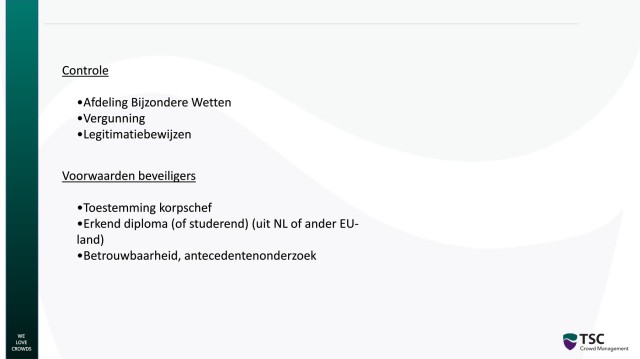 Controle
•Afdeling Bijzondere Wetten
•Vergunning
•Legitimatiebewijzen
Voorwaarden beveiligers
•Toestemming korpschef
•Erkend diploma (of studerend) (uit NL of ander EU-
land)
•Betrouwbaarheid, antecedentenonderzoek
WE
LOVE
CROWDS
TSC
Crowd Management